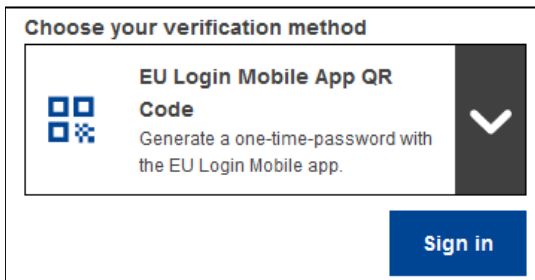 Choose your verification method
EU Login Mobile App QR
Code
Generate a one-time-password with
the EU Login Mobile app.
Sign in